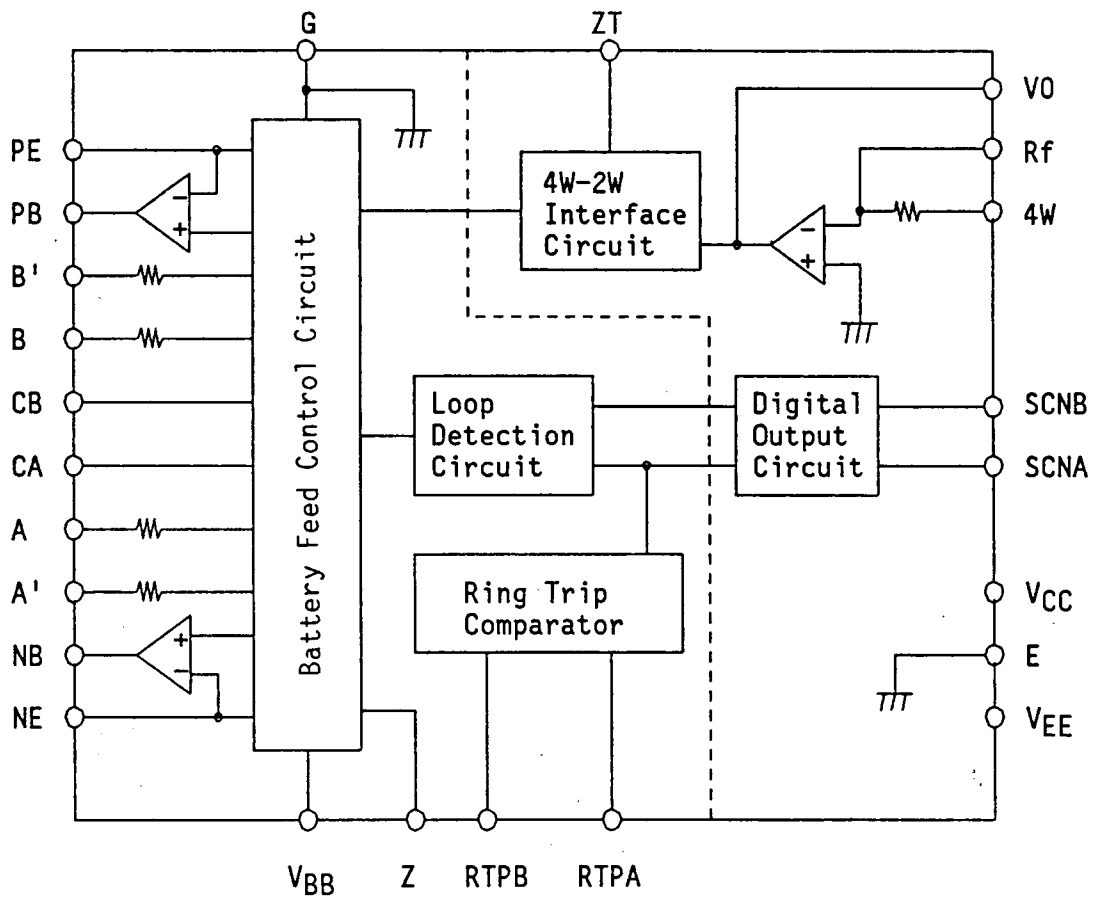 G
ZT
PE
PB
B'
B
CB
CA
A
A'
NB
NE
-
+
+
-
Battery Feed Control Circuit
4W-2W
Interface
Circuit
-
+
VO
Rf
4W
Loop
Detection
Circuit
Digital
Output
Circuit
SCNB
SCNA
Ring Trip
Comparator
VCC
E
VEE
VBB
Z
RTPB
RTPA